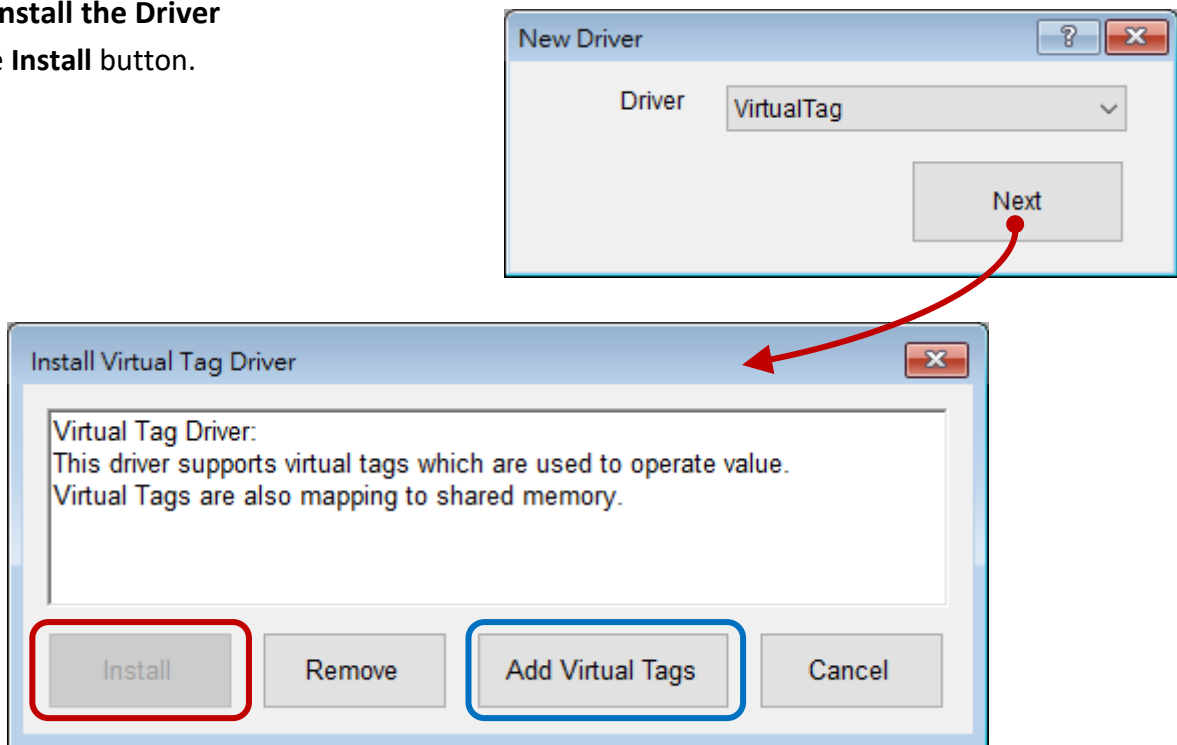 nstall the Driver
e Install button.
New Driver
?
Driver
VirtualTag
Next
Install Virtual Tag Driver
Virtual Tag Driver:
This driver supports virtual tags which are used to operate value.
Virtual Tags are also mapping to shared memory.
Install
Remove
Add Virtual Tags
Cancel